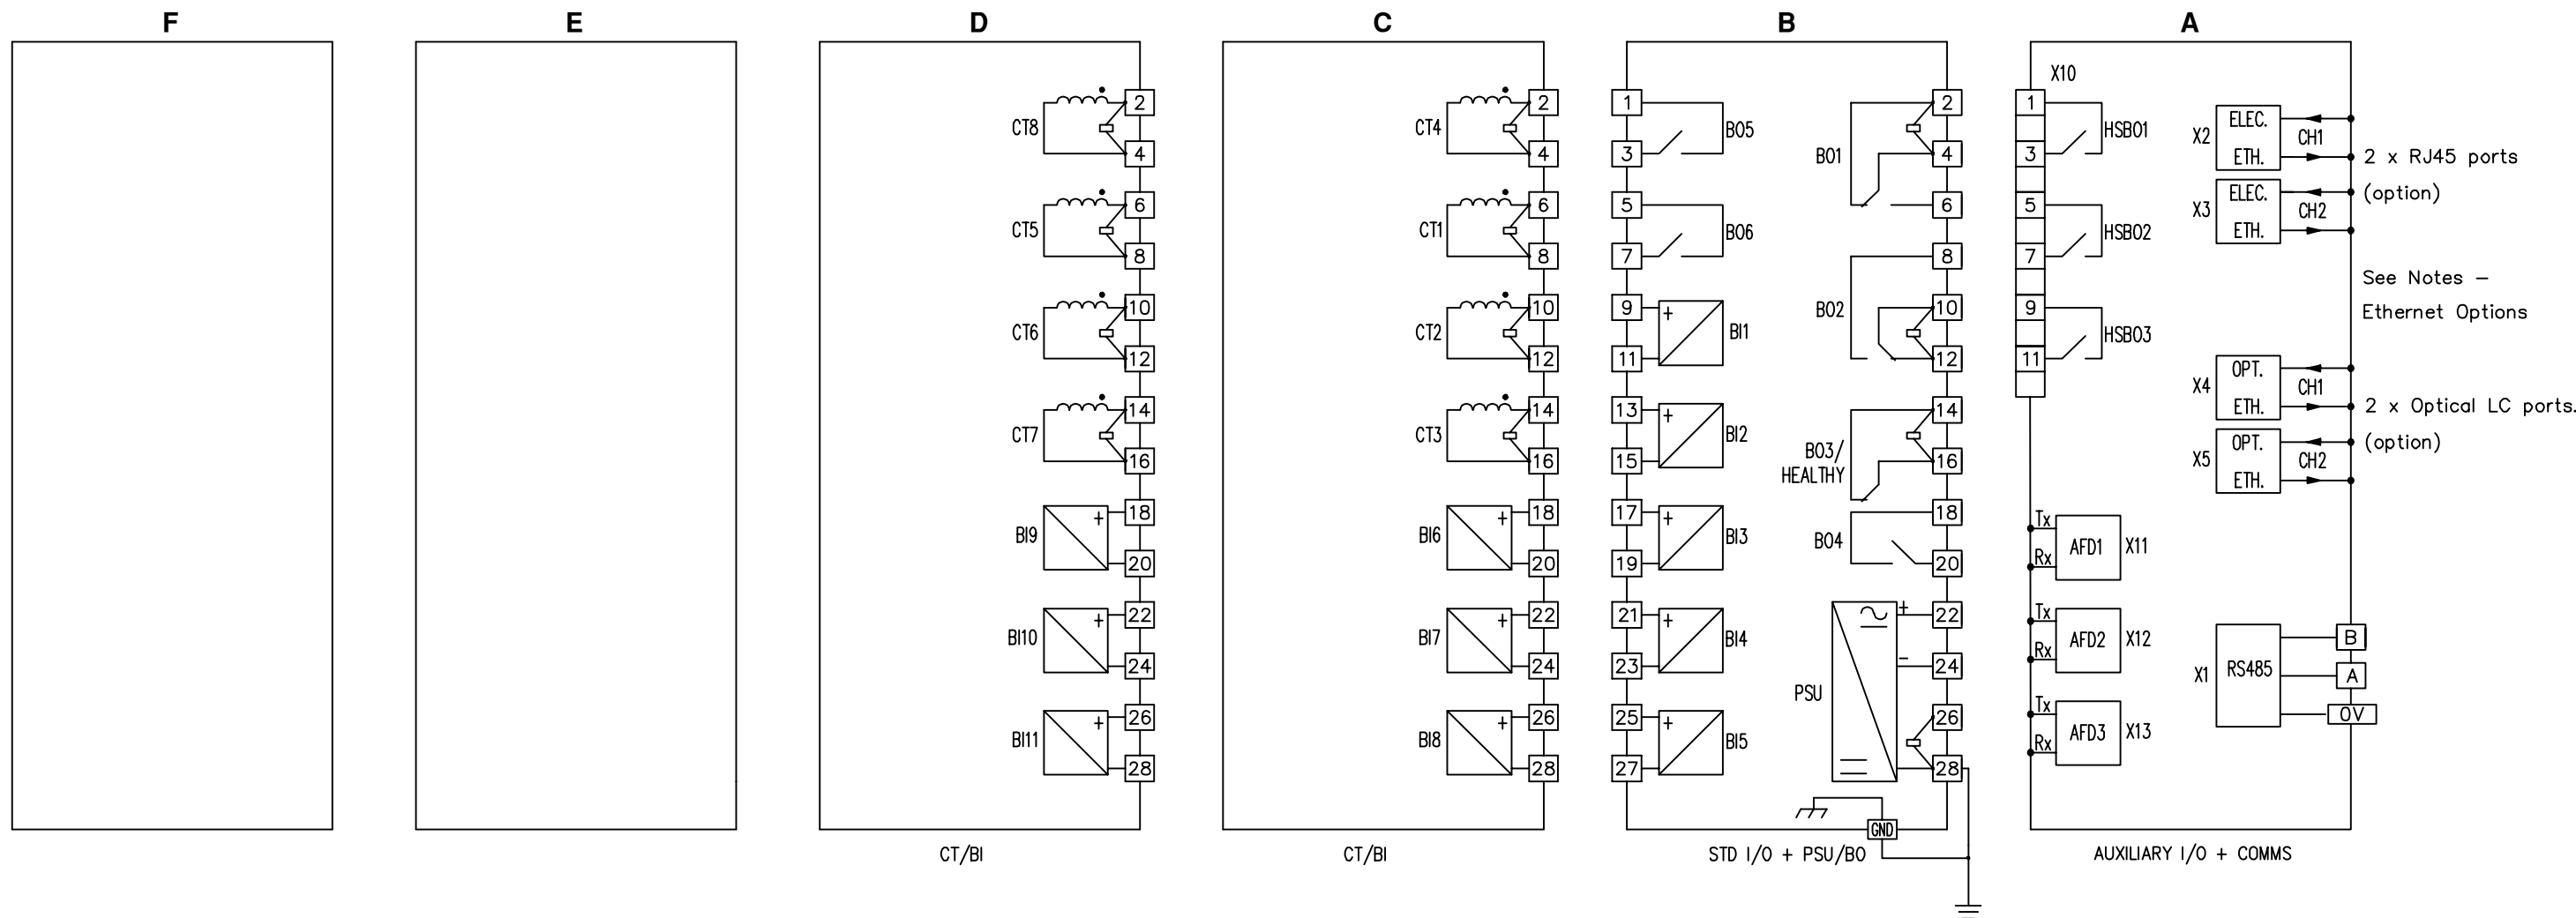 F E D C B A
CT8
2
4
CT5
6
8
CT6
10
12
CT7
14
16
BI9
+
18
20
BI10
+
22
24
BI11
+
26
28
CT/BI
CT4
2
4
CT1
6
8
CT2
10
12
CT3
14
16
BI6
+
18
20
BI7
+
22
24
BI8
+
26
28
CT/BI
1
3
BO5
5
7
BO6
9
11
+
BI1
13
15
+
BI2
17
19
+
BI3
21
23
+
BI4
25
27
+
BI5
BO1
2
4
6
BO2
8
10
12
BO3/
HEALTHY
14
16
BO4
18
20
PSU
+
22
-
24
26
28
GND
STD I/O + PSU/BO
X10
1
3
HSBO1
5
7
HSBO2
9
11
HSBO3
Tx
Rx
AFD1
X11
Tx
Rx
AFD2
X12
Tx
Rx
AFD3
X13
X2
ELEC.
ETH.
CH1
X3
ELEC.
ETH.
CH2
2 x RJ45 ports
(option)
See Notes -
Ethernet Options
X4
OPT.
ETH.
CH1
X5
OPT.
ETH.
CH2
2 x Optical LC ports.
(option)
X1
RS485
B
A
0V
AUXILIARY I/O + COMMS